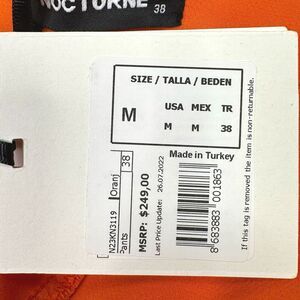 NOCTURNE 38
SIZE / TALLA / BEDEN
M
USA MEX TR
M M 38
Made in Turkey
N23KN3119
Pants
Oranj
38
MSRP: $249,00
Last Price Update: 26.07.2022
8 683883 001863
If this tag is removed the item is non-returnable.